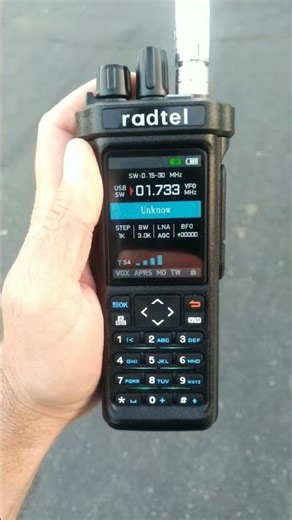 radtel
SW:0.15-30 MHz
USB SW 01.733 VFO MHz
Unknow
STEP BW LNA BFO
1K 3.0K AGC +00000
54
VOX APRS MO TW
OK
1 !< 2 ABC 3 DEF
4 GHI 5 JKL 6 MNO
7 PQRS 8 TUV 9 WXYZ
* 0 + #